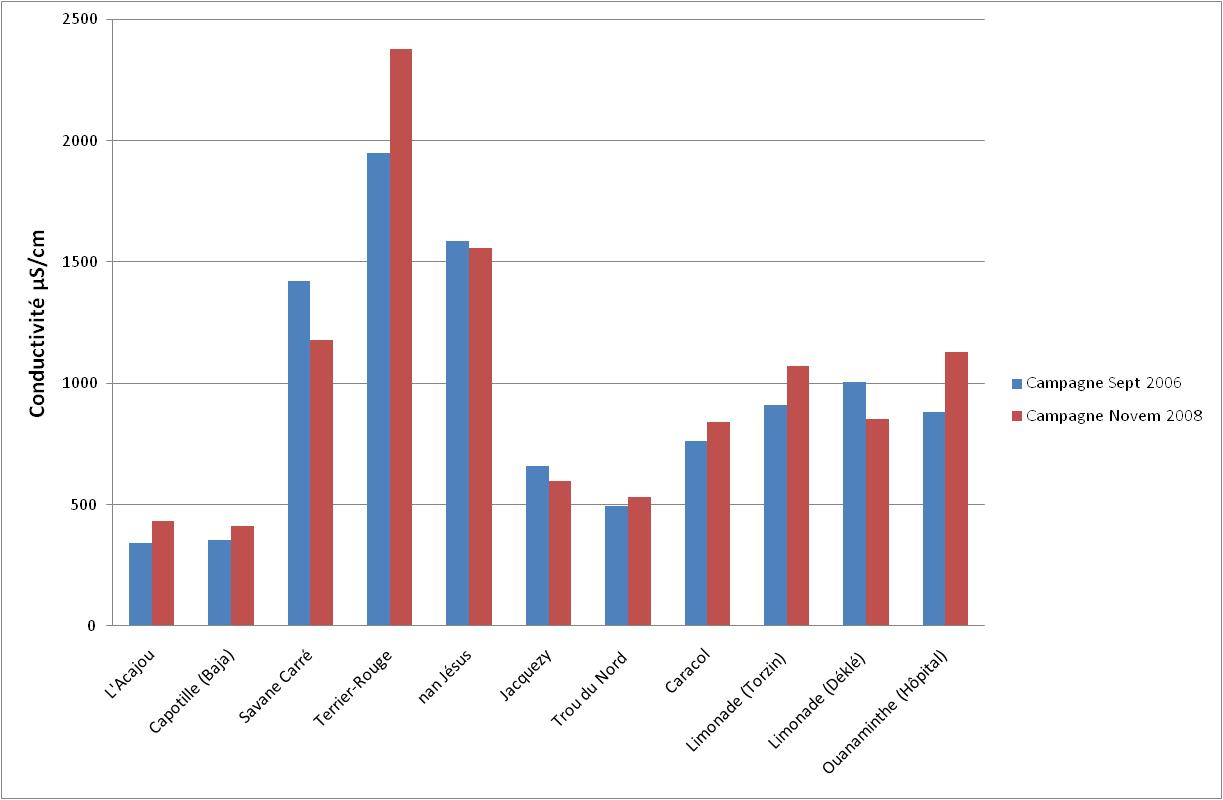 2500
2000
1500
1000
500
0
Conductivité µS/cm
L'Acajou
Capotille (Baja)
Savane Carré
Terrier-Rouge
nan Jésus
Jacquezy
Trou du Nord
Caracol
Limonade (Torzin)
Limonade (Déklé)
Ouanaminthe (Hôpital)
Campagne Sept 2006
Campagne Novem 2008